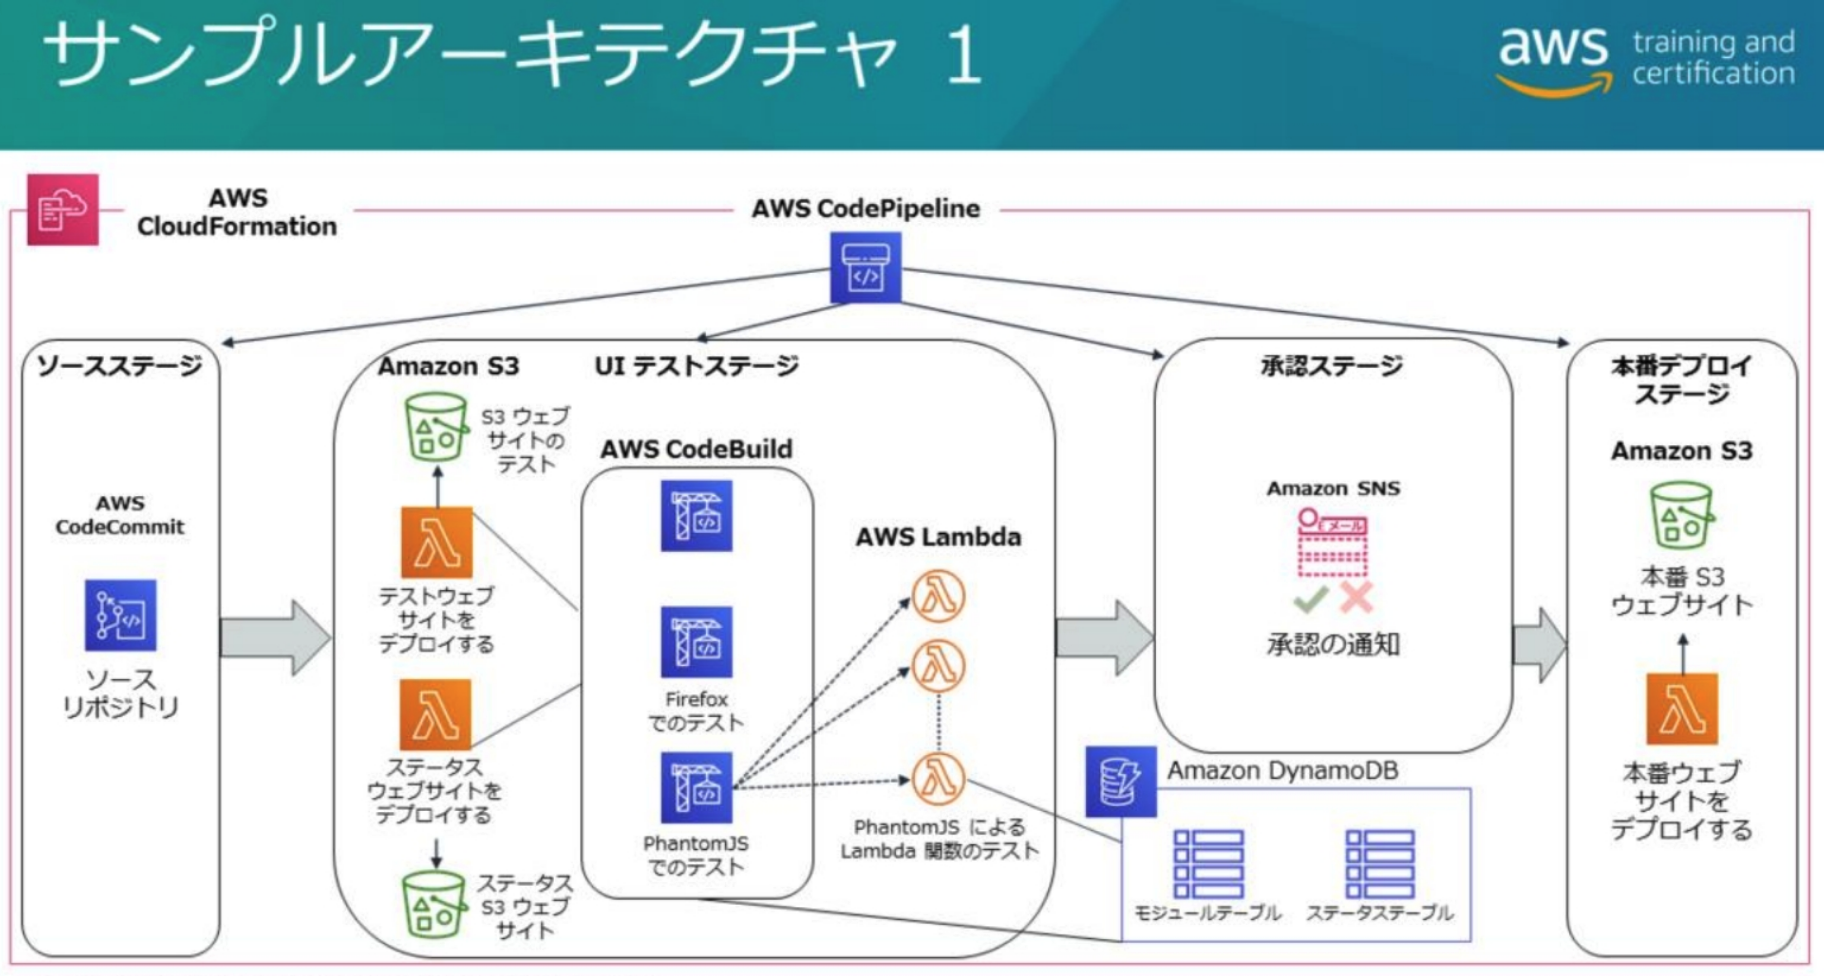 サンプルアーキテクチャ 1
aws training and
certification
AWS
CloudFormation
AWS CodePipeline
ソースステージ
AWS
CodeCommit
ソース
リポジトリ
Amazon S3
UI テストステージ
S3 ウェブ
サイトの
テスト
テストウェブ
サイトを
デプロイする
ステータス
ウェブサイトを
デプロイする
ステータス
S3 ウェブ
サイト
AWS CodeBuild
Firefox
でのテスト
PhantomJS
でのテスト
AWS Lambda
PhantomJS による
Lambda 関数のテスト
承認ステージ
Amazon SNS
Eメール
承認の通知
Amazon DynamoDB
モジュールテーブル
ステータステーブル
本番デプロイ
ステージ
Amazon S3
本番 S3
ウェブサイト
本番ウェブ
サイトを
デプロイする